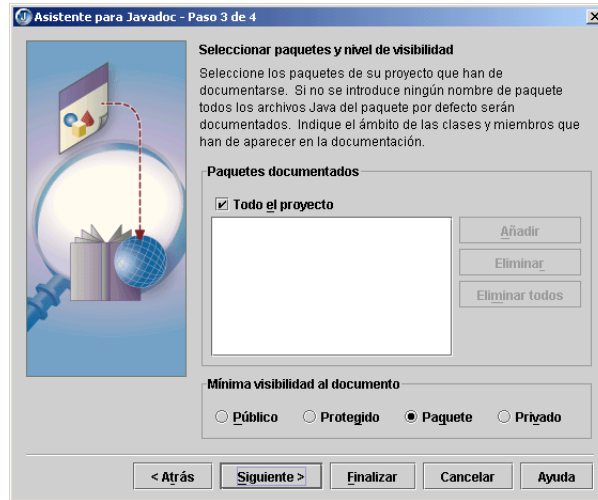 Asistente para Javadoc - Paso 3 de 4
Seleccionar paquetes y nivel de visibilidad
Seleccione los paquetes de su proyecto que han de
documentarse. Si no se introduce ningún nombre de paquete
todos los archivos Java del paquete por defecto serán
documentados. Indique el ámbito de las clases y miembros que
han de aparecer en la documentación.
Paquetes documentados
Todo el proyecto
Añadir
Eliminar
Eliminar todos
Mínima visibilidad al documento
Público Protegido Paquete Privado
< Atrás Siguiente > Finalizar Cancelar Ayuda